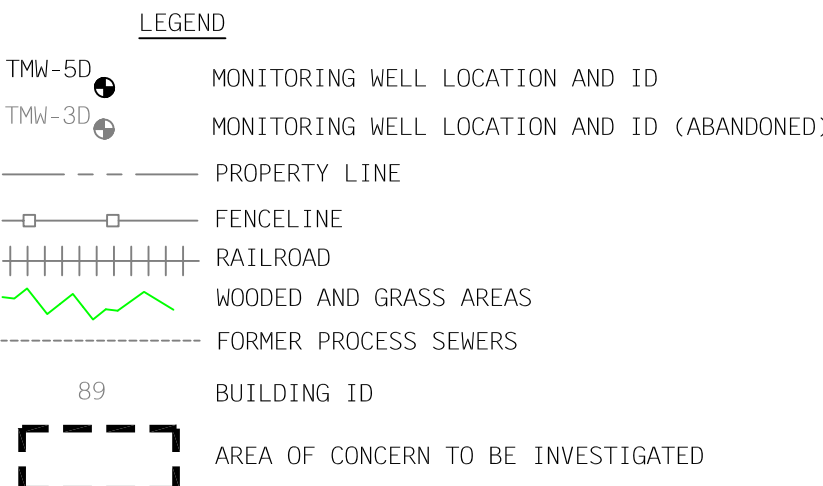 LEGEND
TMW-5D MONITORING WELL LOCATION AND ID
TMW-3D MONITORING WELL LOCATION AND ID (ABANDONED)
PROPERTY LINE
FENCELINE
RAILROAD
WOODED AND GRASS AREAS
FORMER PROCESS SEWERS
89 BUILDING ID
AREA OF CONCERN TO BE INVESTIGATED